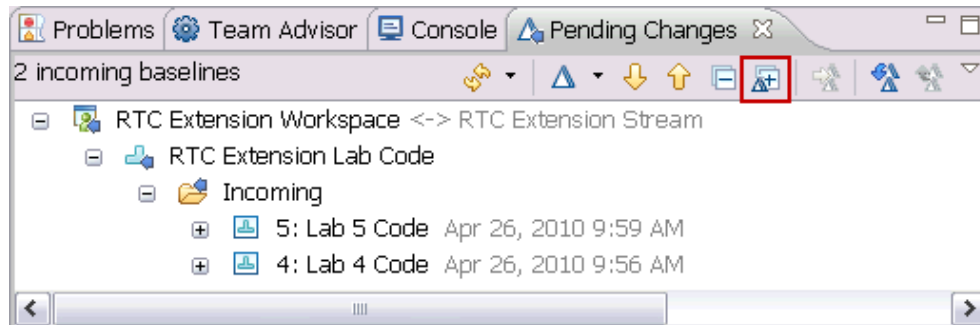 Problems Team Advisor Console Pending Changes
2 incoming baselines
RTC Extension Workspace <-> RTC Extension Stream
RTC Extension Lab Code
Incoming
5: Lab 5 Code Apr 26, 2010 9:59 AM
4: Lab 4 Code Apr 26, 2010 9:56 AM